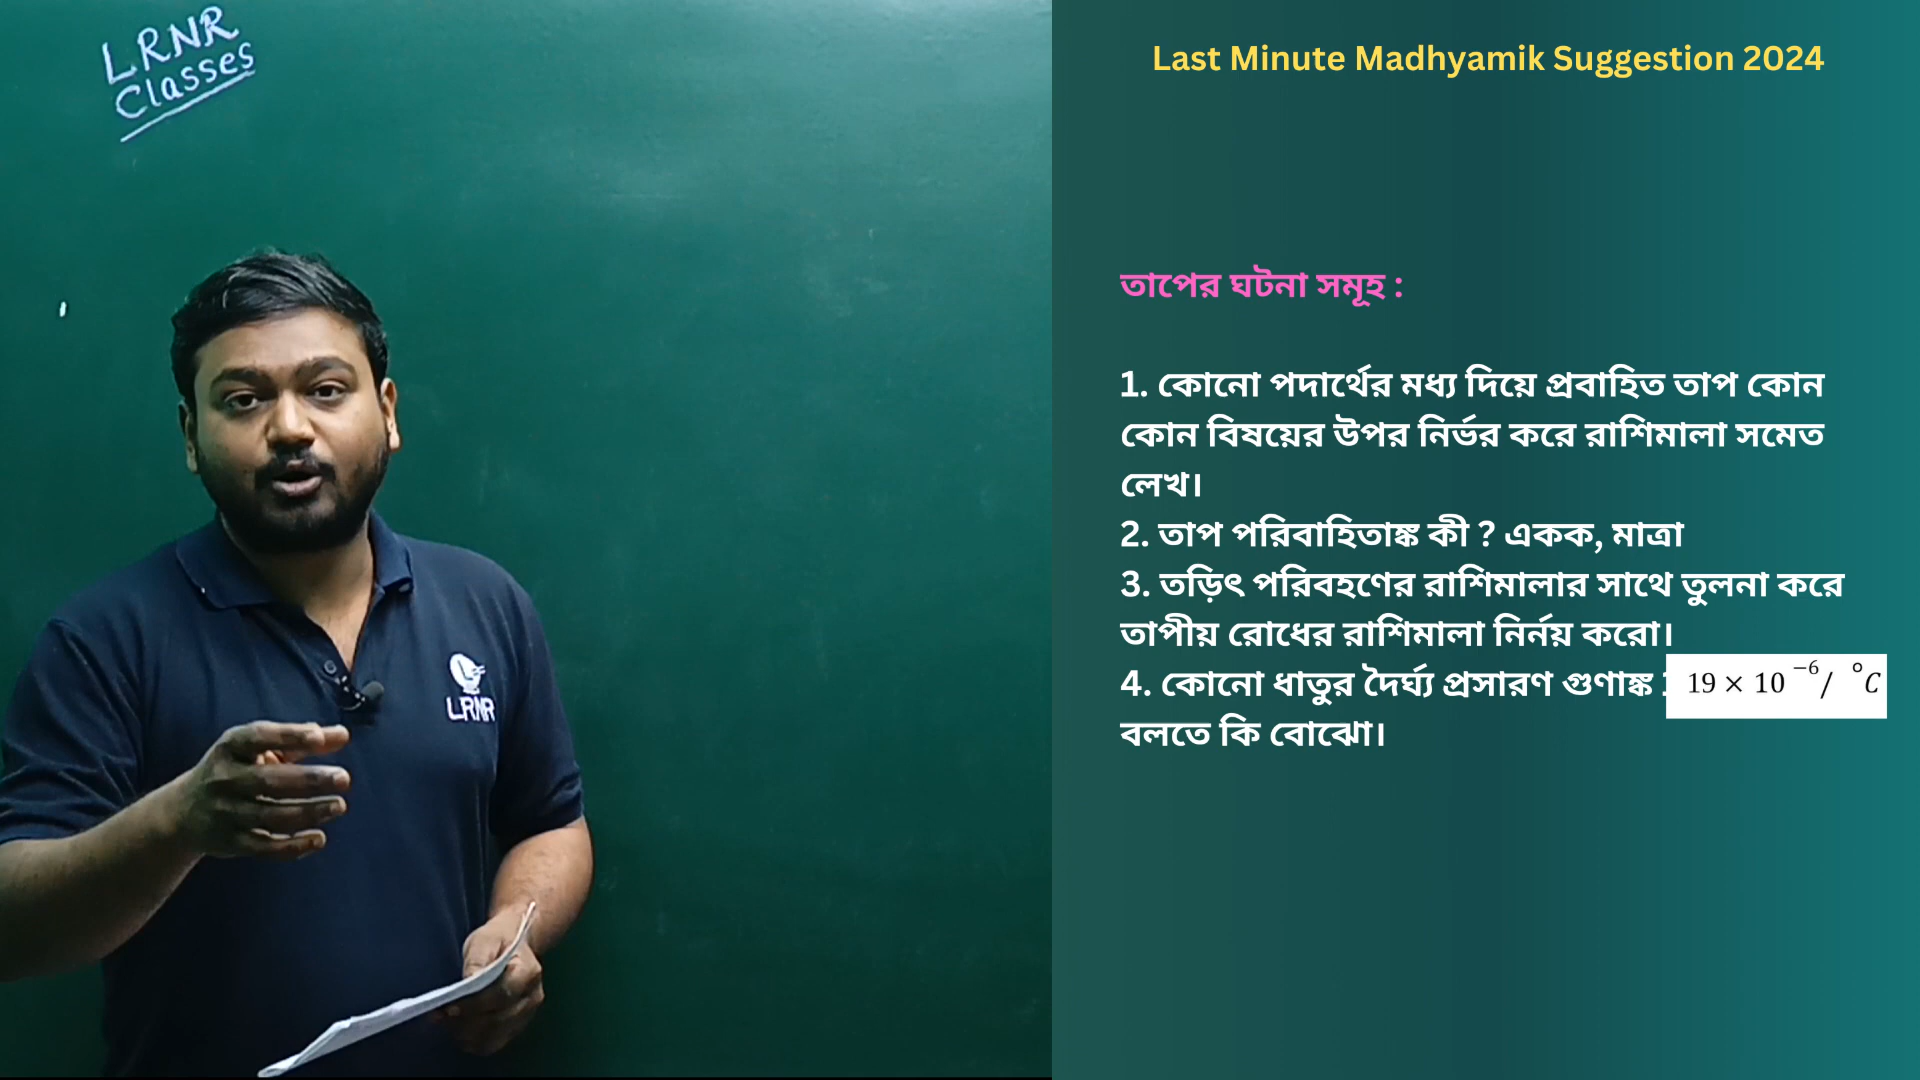 LRNR
Classes
LRNR
Last Minute Madhyamik Suggestion 2024
তাপের ঘটনা সমূহ :
1. কোনো পদার্থের মধ্য দিয়ে প্রবাহিত তাপ কোন
কোন বিষয়ের উপর নির্ভর করে রাশিমালা সমেত
লেখ।
2. তাপ পরিবাহিতাঙ্ক কী ? একক, মাত্রা
3. তড়িৎ পরিবহণের রাশিমালার সাথে তুলনা করে
তাপীয় রোধের রাশিমালা নির্নয় করো।
4. কোনো ধাতুর দৈর্ঘ্য প্রসারণ গুণাঙ্ক 19 × 10 ⁻⁶/ °C
বলতে কি বোঝো।